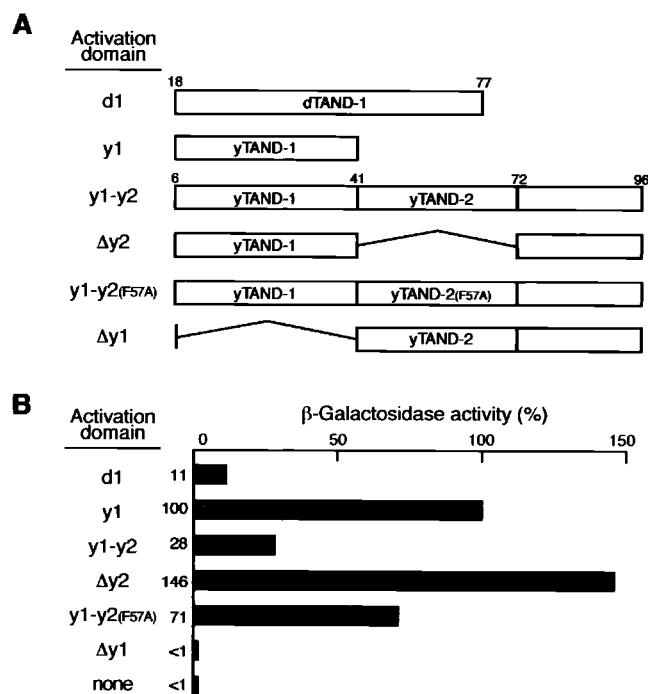 A
Activation
domain
18 77
d1 dTAND-1
y1 yTAND-1
6 41 72 96
y1-y2 yTAND-1 yTAND-2
Δy2 yTAND-1
y1-y2(F57A) yTAND-1 yTAND-2(F57A)
Δy1 yTAND-2
B
Activation
domain
β-Galactosidase activity (%)
0 50 100 150
d1 11
y1 100
y1-y2 28
Δy2 146
y1-y2(F57A) 71
Δy1 <1
none <1